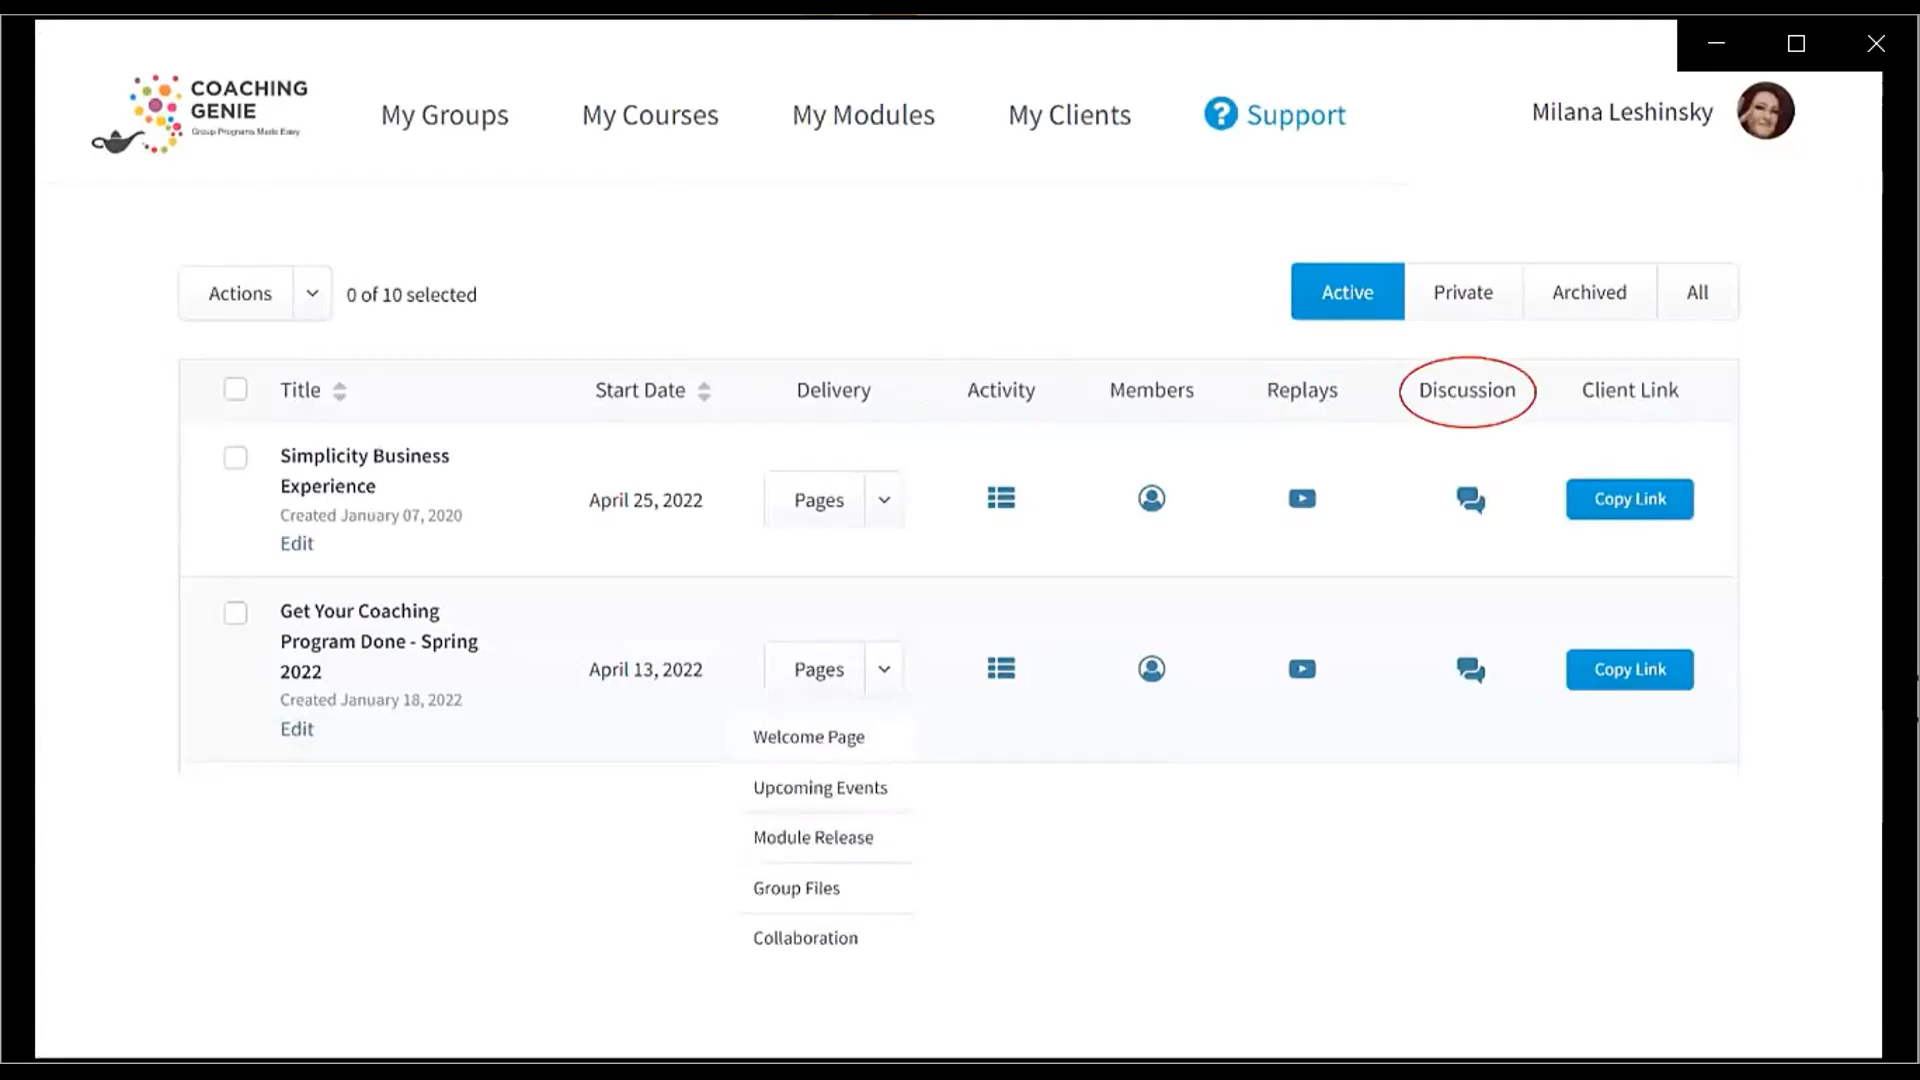 COACHING
GENIE
Group Programs Made Easy
My Groups
My Courses
My Modules
My Clients
? Support
Milana Leshinsky
Actions
0 of 10 selected
Active
Private
Archived
All
Title
Start Date
Delivery
Activity
Members
Replays
Discussion
Client Link
Simplicity Business
Experience
Created January 07, 2020
Edit
April 25, 2022
Pages
Copy Link
Get Your Coaching
Program Done - Spring
2022
Created January 18, 2022
Edit
April 13, 2022
Pages
Copy Link
Welcome Page
Upcoming Events
Module Release
Group Files
Collaboration